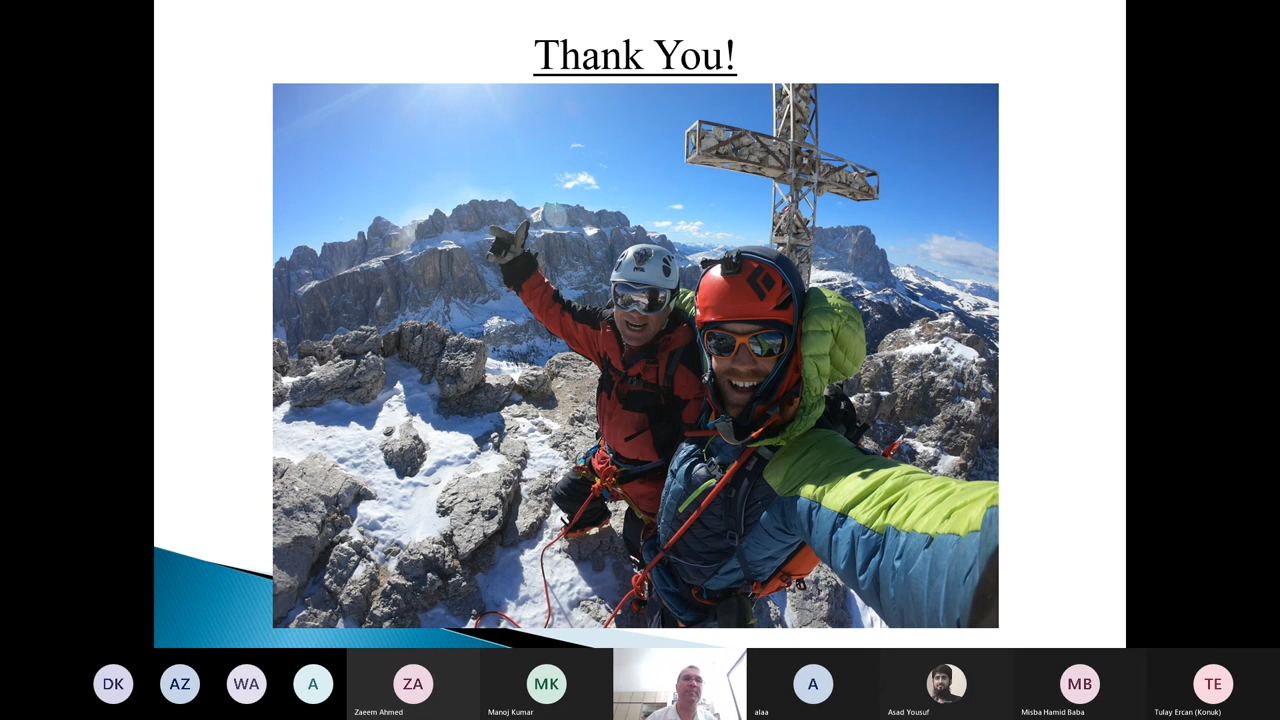 Thank You!
PETZL
DK
AZ
WA
A
ZA
MK
A
MB
TE
Zaeem Ahmed
Manoj Kumar
alaa
Asad Yousuf
Misba Hamid Baba
Tulay Ercan (Konuk)